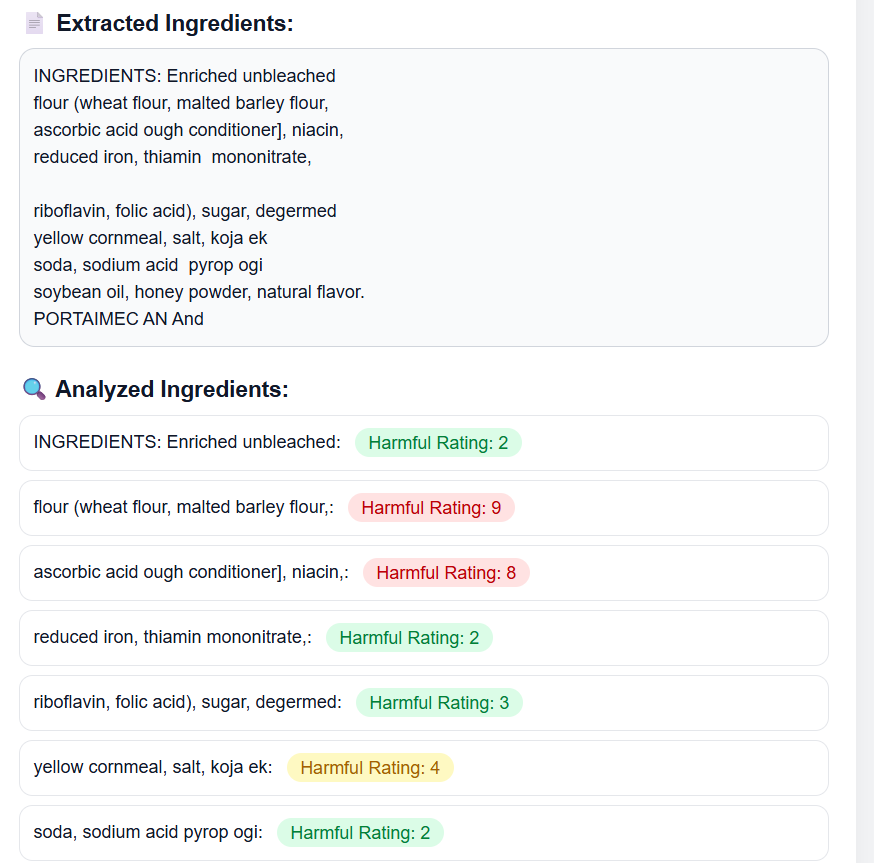 Extracted Ingredients:
INGREDIENTS: Enriched unbleached
flour (wheat flour, malted barley flour,
ascorbic acid ough conditioner], niacin,
reduced iron, thiamin  mononitrate,
riboflavin, folic acid), sugar, degermed
yellow cornmeal, salt, koja ek
soda, sodium acid  pyrop ogi
soybean oil, honey powder, natural flavor.
PORTAIMEC AN And
Analyzed Ingredients:
INGREDIENTS: Enriched unbleached: Harmful Rating: 2
flour (wheat flour, malted barley flour,: Harmful Rating: 9
ascorbic acid ough conditioner], niacin,: Harmful Rating: 8
reduced iron, thiamin mononitrate,: Harmful Rating: 2
riboflavin, folic acid), sugar, degermed: Harmful Rating: 3
yellow cornmeal, salt, koja ek: Harmful Rating: 4
soda, sodium acid pyrop ogi: Harmful Rating: 2